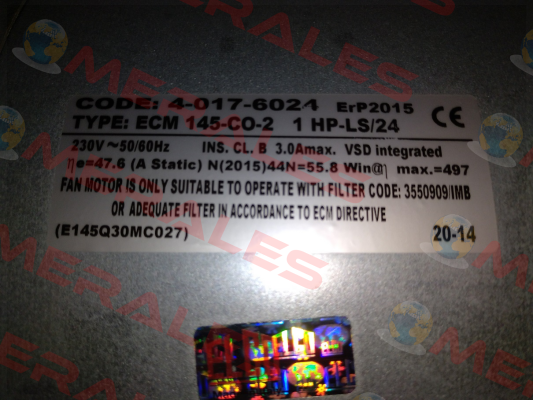 CODE: 4-017-6024 ErP2015
TYPE: ECM 145-CO-2 1 HP-LS/24 CE
230V~50/60Hz INS. CL. B 3.0Amax. VSD integrated
ηe=47.6 (A Static) N(2015)44N=55.8 Win@η max.=497
FAN MOTOR IS ONLY SUITABLE TO OPERATE WITH FILTER CODE: 3550909/IMB
OR ADEQUATE FILTER IN ACCORDANCE TO ECM DIRECTIVE
(E145Q30MC027) 20-14
MERALES